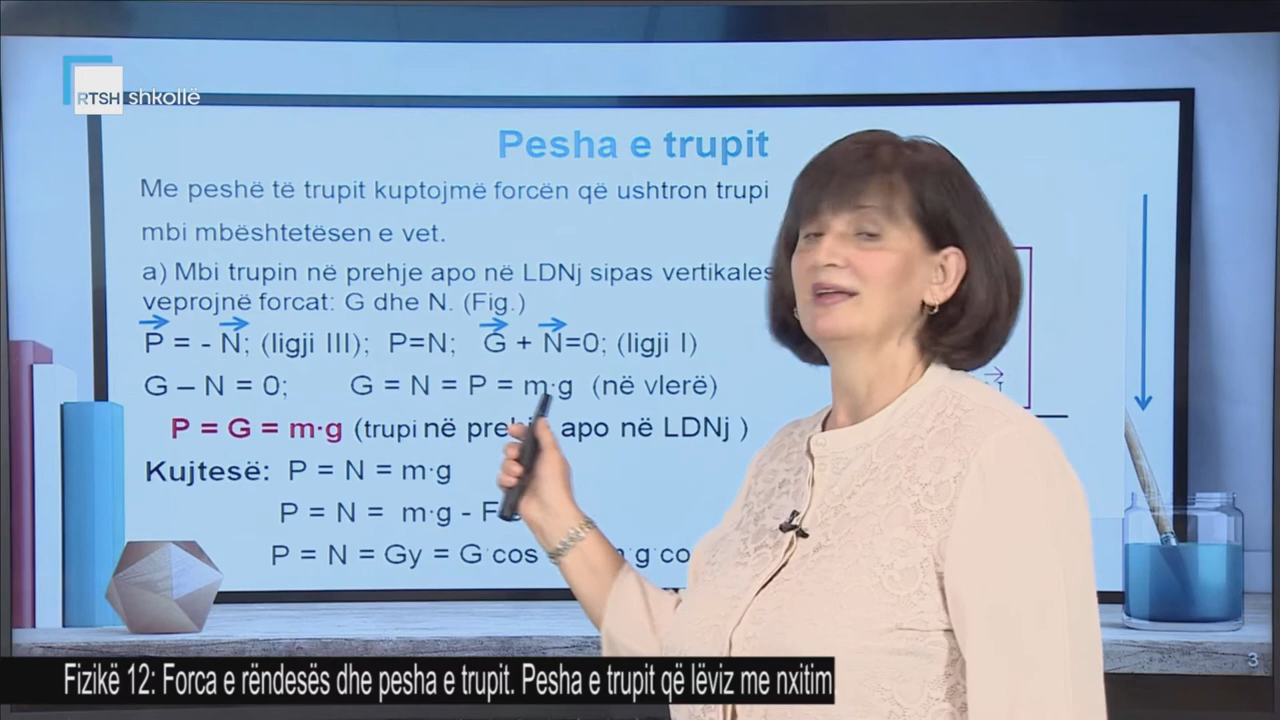 RTSH shkollë
Pesha e trupit
Me peshë të trupit kuptojmë forcën që ushtron trupi
mbi mbështetësen e vet.
a) Mbi trupin në prehje apo në LDNj sipas vertikales
veprojnë forcat: G dhe N. (Fig.)
P = - N; (ligji III); P=N; G + N=0; (ligji I)
G – N = 0; G = N = P = m·g (në vlerë)
P = G = m·g (trupi në apo në LDNj )
Kujtesë: P = N = m·g
P = N = m·g - F
P = N = Gy = G·cos g·co
Fizikë 12: Forca e rëndesës dhe pesha e trupit. Pesha e trupit që lëviz me nxitim.
3